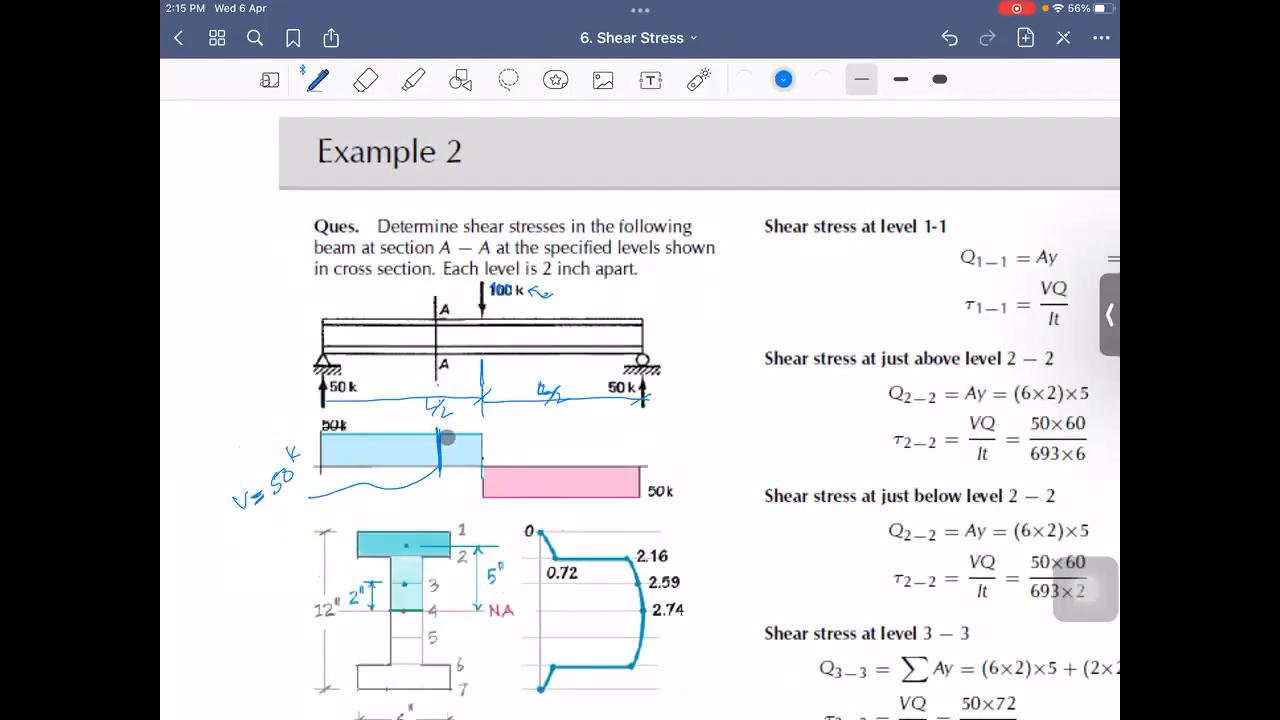 2:15 PM Wed 6 Apr
56%
6. Shear Stress
Example 2
Ques. Determine shear stresses in the following
beam at section A — A at the specified levels shown
in cross section. Each level is 2 inch apart.
100 k
A
A
50 k
50 k
L/2
50k
V = 50 k
50 k
1
2
3
4
5
6
7
5"
2"
12"
NA
6"
0
0.72
2.16
2.59
2.74
Shear stress at level 1-1
Q1−1 = Ay =
τ1−1 = VQ
It
Shear stress at just above level 2 − 2
Q2−2 = Ay = (6×2)×5
τ2−2 = VQ = 50×60
It 693×6
Shear stress at just below level 2 − 2
Q2−2 = Ay = (6×2)×5
τ2−2 = VQ = 50×60
It 693×2
Shear stress at level 3 − 3
Q3−3 = ∑ Ay = (6×2)×5 + (2×2
VQ = 50×72